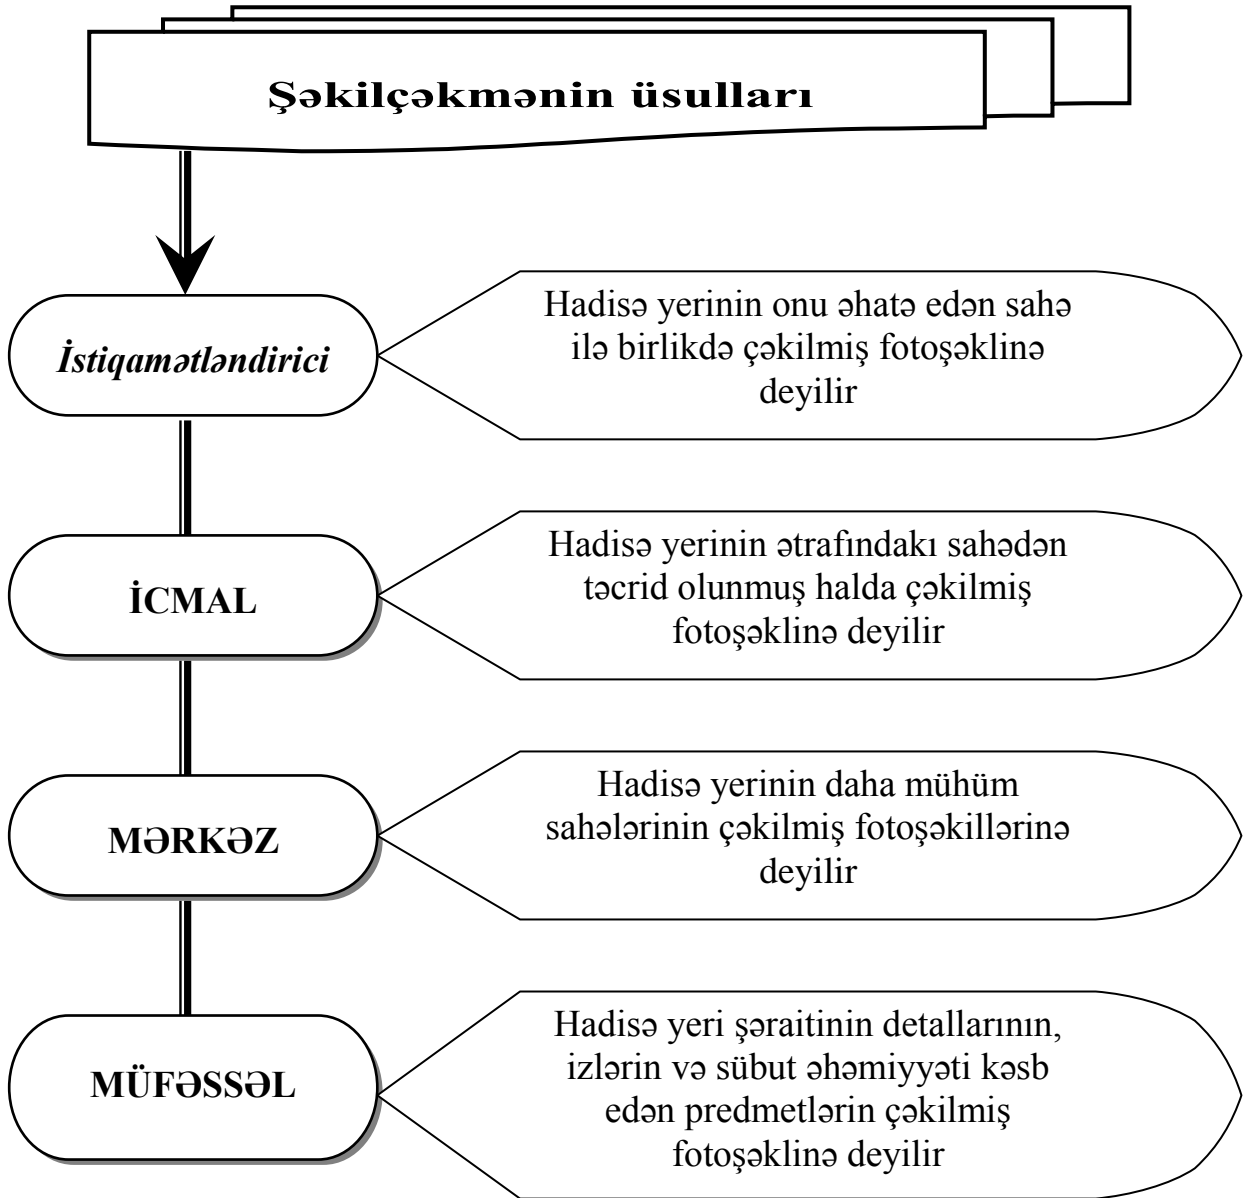 Şəkilçəkmənin üsulları
İstiqamətləndirici
Hadisə yerinin onu əhatə edən sahə
ilə birlikdə çəkilmiş fotoşəklinə
deyilir
İCMAL
Hadisə yerinin ətrafındakı sahədən
təcrid olunmuş halda çəkilmiş
fotoşəklinə deyilir
MƏRKƏZ
Hadisə yerinin daha mühüm
sahələrinin çəkilmiş fotoşəkillərinə
deyilir
MÜFƏSSƏL
Hadisə yeri şəraitinin detallarının,
izlərin və sübut əhəmiyyəti kəsb
edən predmetlərin çəkilmiş
fotoşəklinə deyilir